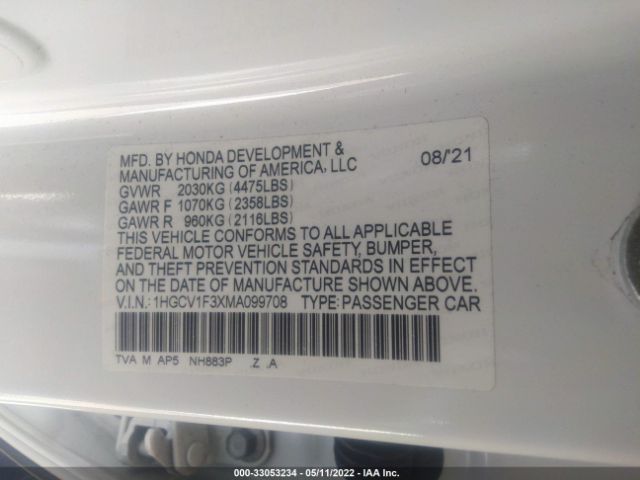 MFD. BY HONDA DEVELOPMENT &
MANUFACTURING OF AMERICA, LLC 08/'21
GVWR 2030KG (4475LBS)
GAWR F 1070KG (2358LBS)
GAWR R 960KG (2116LBS)
THIS VEHICLE CONFORMS TO ALL APPLICABLE
FEDERAL MOTOR VEHICLE SAFETY, BUMPER,
AND THEFT PREVENTION STANDARDS IN EFFECT
ON THE DATE OF MANUFACTURE SHOWN ABOVE.
V.I.N.: 1HGCV1F3XMA099708 TYPE: PASSENGER CAR
TVA M AP5 NH883P .Z .A
000-33053234 - 05/11/2022 - IAA Inc.